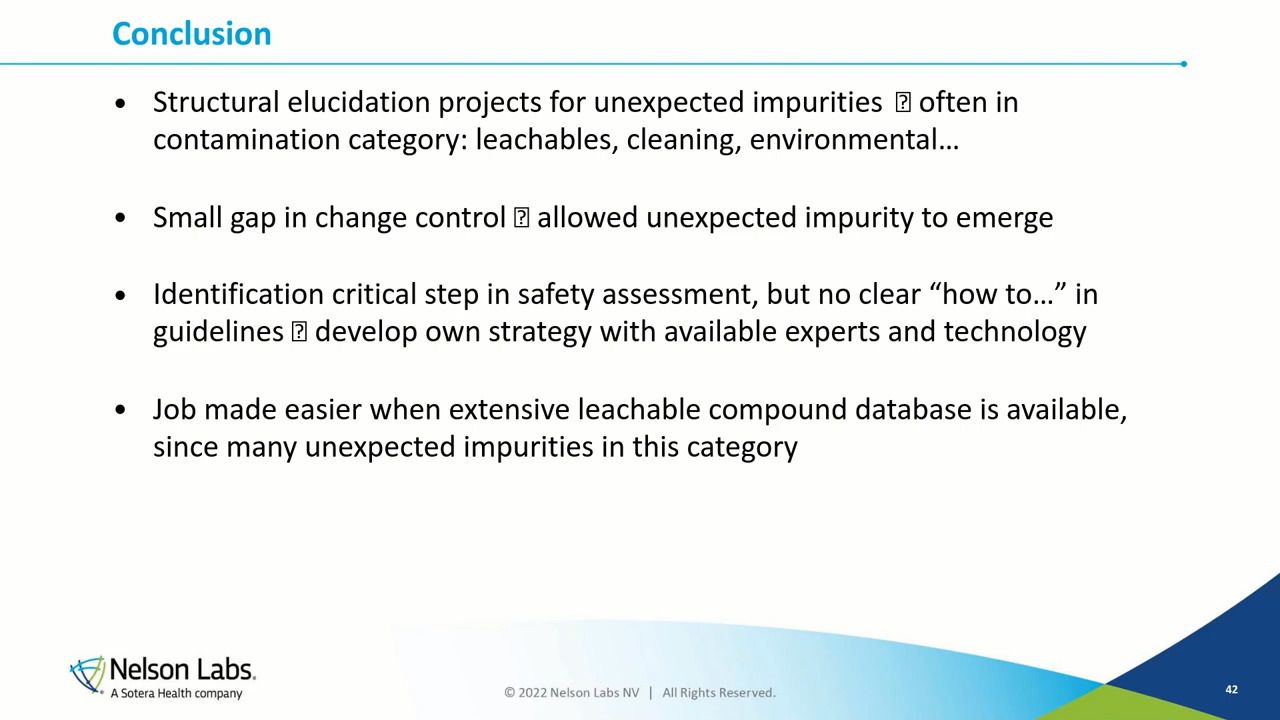 Conclusion
• Structural elucidation projects for unexpected impurities ⍰ often in
contamination category: leachables, cleaning, environmental…
• Small gap in change control ⍰ allowed unexpected impurity to emerge
• Identification critical step in safety assessment, but no clear “how to…” in
guidelines ⍰ develop own strategy with available experts and technology
• Job made easier when extensive leachable compound database is available,
since many unexpected impurities in this category
Nelson Labs.
A Sotera Health company
© 2022 Nelson Labs NV | All Rights Reserved.
42